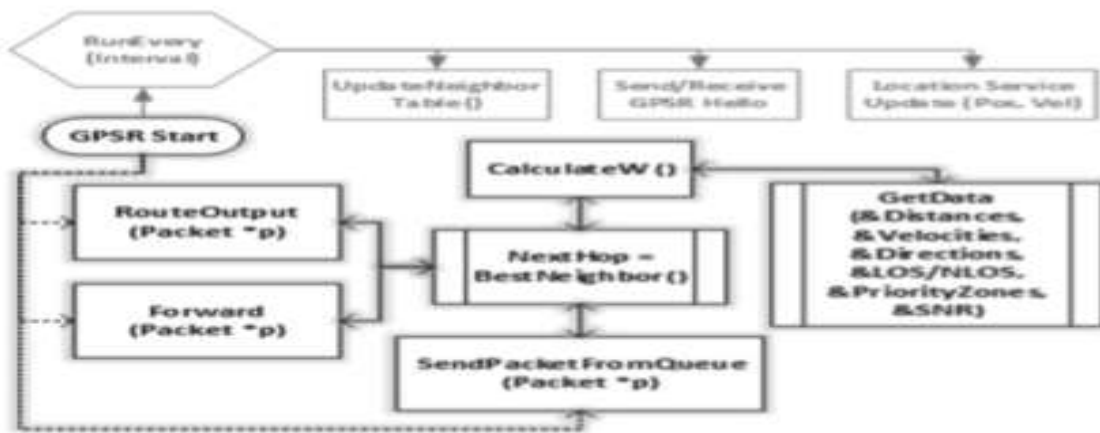 RunEvery
(Interval)
UpdateNeighbor
Table()
Send/Receive
GPSR Hello
Location Service
Update (Pos, Vel)
GPSR Start
CalculateW()
RouteOutput
(Packet *p)
NextHop =
BestNeighbor()
GetData
(&Distances,
&Velocities,
&Directions,
&LOS/NLOS,
&PriorityZones,
&SNR)
Forward
(Packet *p)
SendPacketFromQueue
(Packet *p)